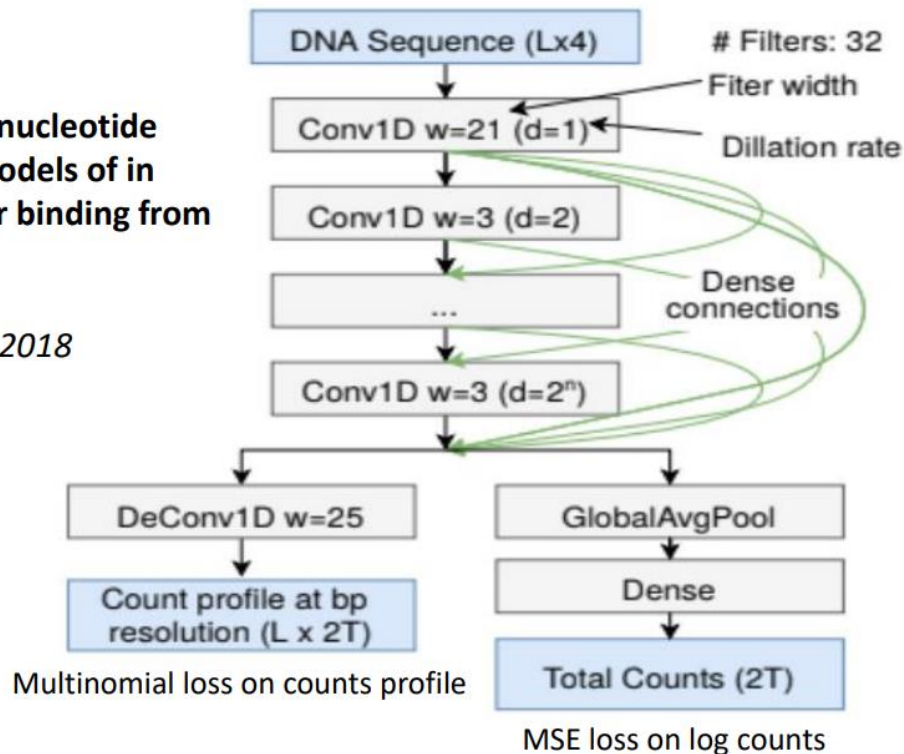 DNA Sequence (Lx4)
# Filters: 32
Fiter width
nucleotide
odels of in
r binding from
2018
Conv1D w=21 (d=1)
Dillation rate
Conv1D w=3 (d=2)
Dense
connections
...
Conv1D w=3 (d=2ⁿ)
DeConv1D w=25
GlobalAvgPool
Count profile at bp
resolution (L x 2T)
Dense
Multinomial loss on counts profile
Total Counts (2T)
MSE loss on log counts